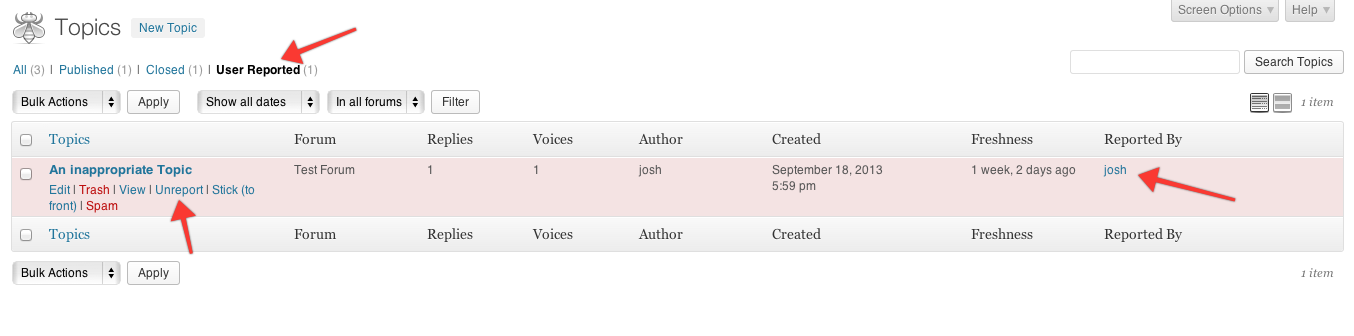 Screen Options ▾ Help ▾
Topics New Topic
All (3) | Published (1) | Closed (1) | User Reported (1)
Search Topics
Bulk Actions Apply Show all dates In all forums Filter 1 item
Topics Forum Replies Voices Author Created Freshness Reported By
An inappropriate Topic Test Forum 1 1 josh September 18, 2013 1 week, 2 days ago josh
5:59 pm
Edit | Trash | View | Unreport | Stick (to
front) | Spam
Topics Forum Replies Voices Author Created Freshness Reported By
Bulk Actions Apply 1 item